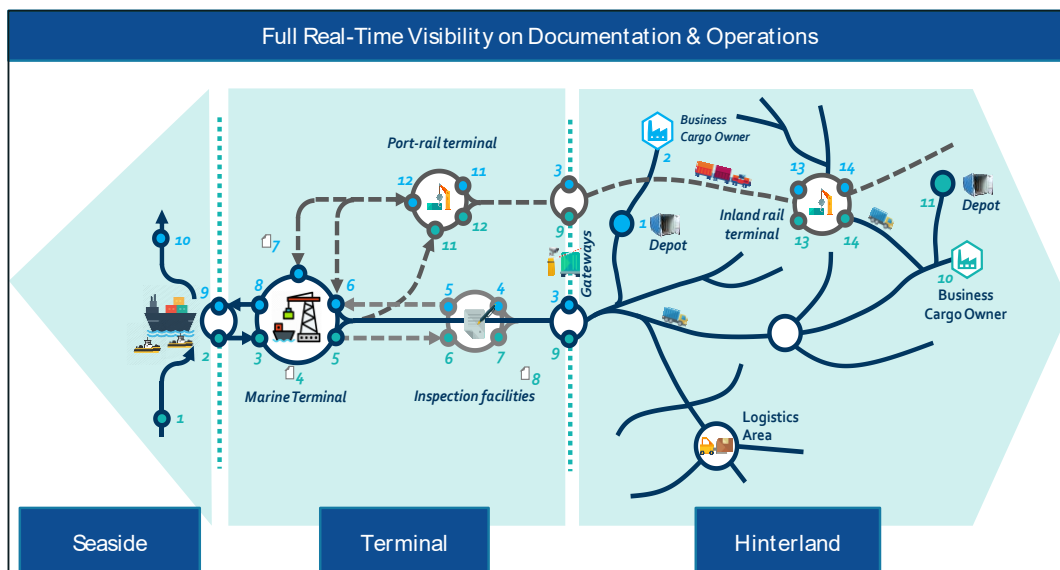 Full Real-Time Visibility on Documentation & Operations
Business
Cargo Owner
2
Port-rail terminal
11
12
3
13
14
12
11
9
1
Depot
Inland rail
terminal
13
14
11
Depot
10
7
Gateways
10
Business
Cargo Owner
9
8
6
5
4
3
2
3
5
6
7
9
4
8
Marine Terminal
Inspection facilities
1
Logistics
Area
Seaside
Terminal
Hinterland